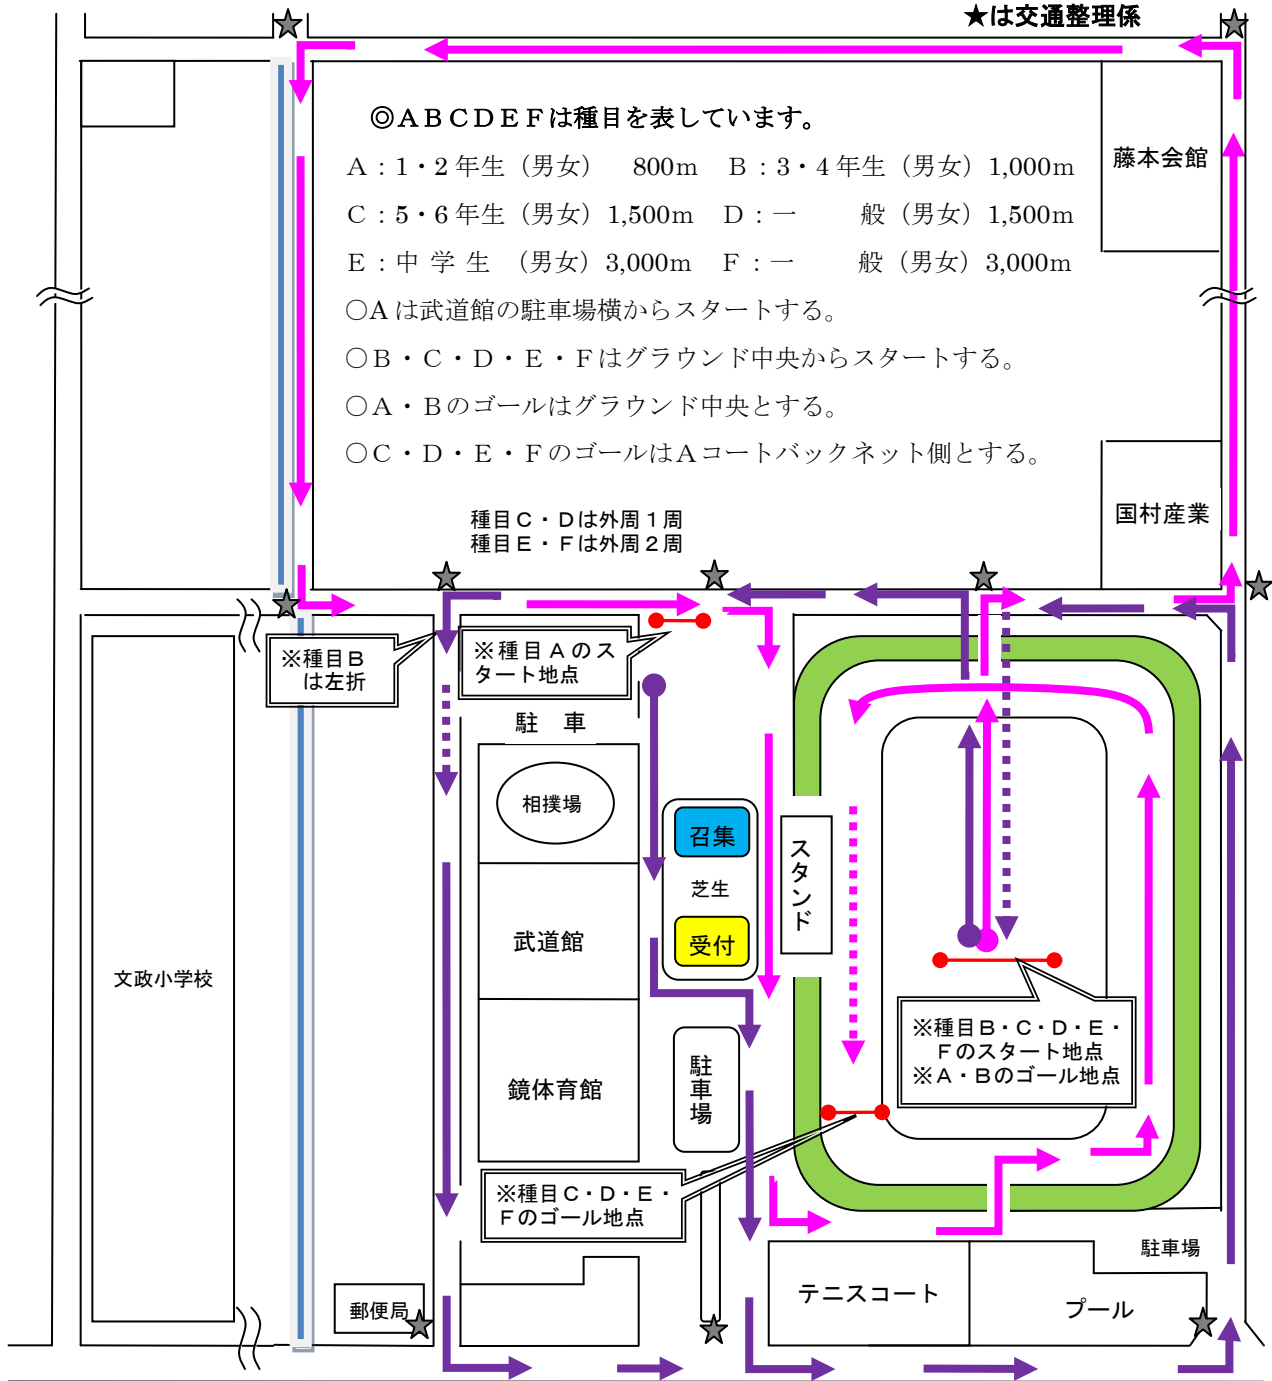 ★は交通整理係
◎ＡＢＣＤＥＦは種目を表しています。
Ａ：1・2年生（男女）　800m　Ｂ：3・4年生（男女）1,000m
Ｃ：5・6年生（男女）1,500m　Ｄ：一　　般（男女）1,500m
Ｅ：中 学 生 （男女）3,000m　Ｆ：一　　般（男女）3,000m
○Aは武道館の駐車場横からスタートする。
○Ｂ・Ｃ・Ｄ・Ｅ・Ｆはグラウンド中央からスタートする。
○Ａ・Ｂのゴールはグラウンド中央とする。
○Ｃ・Ｄ・Ｅ・ＦのゴールはＡコートバックネット側とする。
藤本会館
国村産業
種目Ｃ・Ｄは外周１周
種目Ｅ・Ｆは外周２周
※種目Ｂ
は左折
※種目Ａのス
タート地点
駐　車
相撲場
召集
芝生
受付
スタンド
武道館
文政小学校
※種目Ｂ・Ｃ・Ｄ・Ｅ・
Ｆのスタート地点
※Ａ・Ｂのゴール地点
鏡体育館
駐車場
※種目Ｃ・Ｄ・Ｅ・
Ｆのゴール地点
駐車場
郵便局
テニスコート
プール